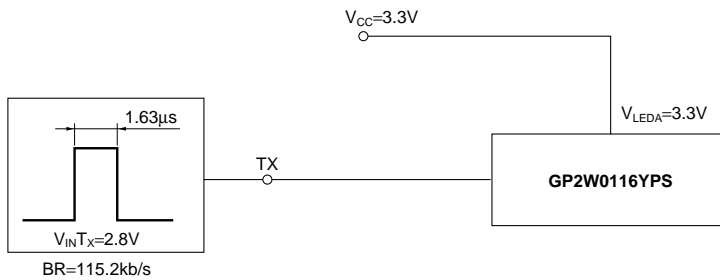 VCC=3.3V
1.63µs
VLEDA=3.3V
TX
GP2W0116YPS
VINTX=2.8V
BR=115.2kb/s